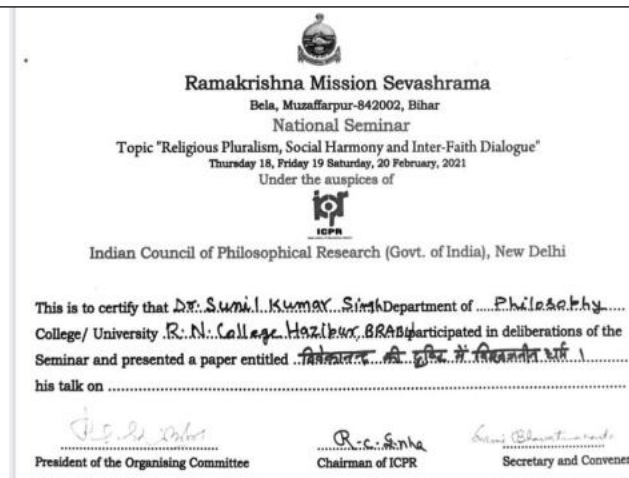 Ramakrishna Mission Sevashrama
Bela, Muzaffarpur-842002, Bihar
National Seminar
Topic "Religious Pluralism, Social Harmony and Inter-Faith Dialogue"
Thursday 18, Friday 19 Saturday, 20 February, 2021
Under the auspices of
ICPR
Indian Council of Philosophical Research (Govt. of India), New Delhi
This is to certify that Dr. Sunil Kumar Singh Department of Philosophy
College/ University R. N. College Hazipur, BRABU participated in deliberations of the
Seminar and presented a paper entitled विवेकानन्द की दृष्टि में विश्वजनीन धर्म ।
his talk on
R.C. Sinha
President of the Organising Committee Chairman of ICPR Secretary and Convener